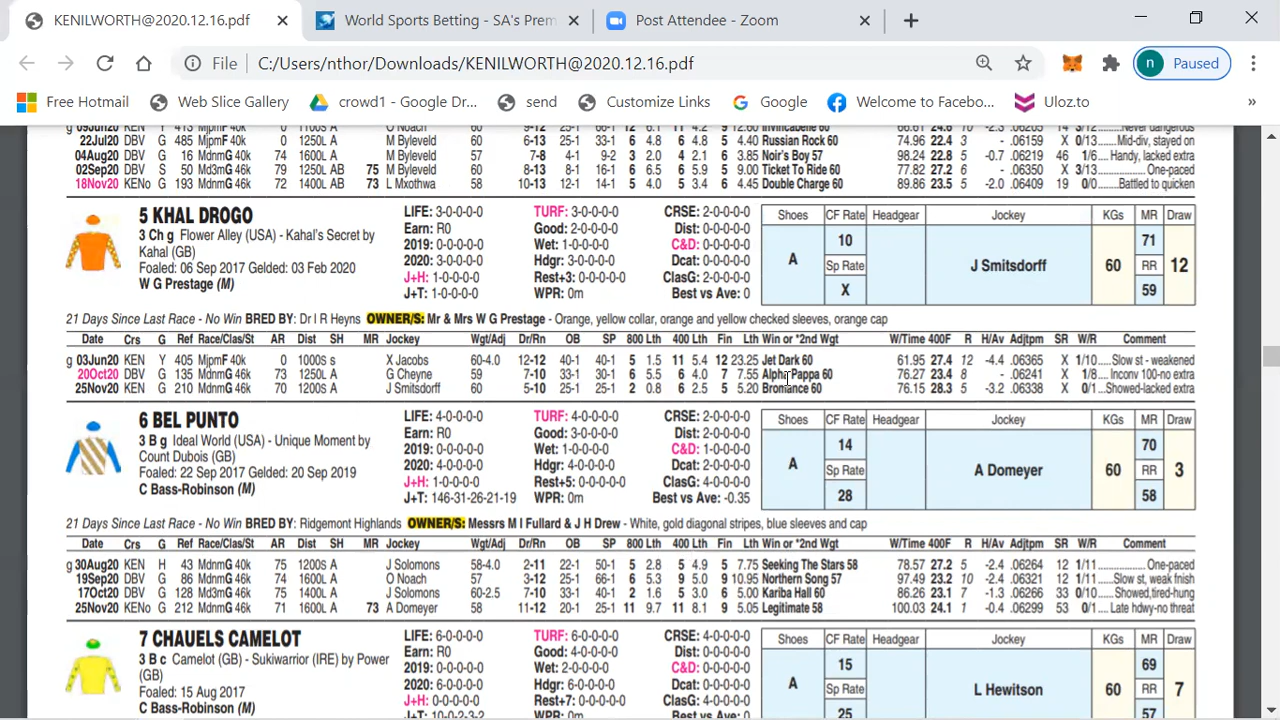 KENILWORTH@2020.12.16.pdf
World Sports Betting - SA's Prem
Post Attendee - Zoom
File C:/Users/nthor/Downloads/KENILWORTH@2020.12.16.pdf
n Paused
Free Hotmail Web Slice Gallery crowd1 - Google Dr... send Customize Links Google Welcome to Facebo... Uloz.to »
22Jul20 DBV G 485 MjpmF 40k 0 1250L A M Byleveld 60 6-13 25-1 33-1 6 4.8 6 4.8 5 4.40 Russian Rock 60 74.96 22.4 3 - .06159 X 3/12......Mid-div, stayed on
04Aug20 DBV G 16 MdnmG 40k 74 1600L A M Byleveld 57 7-8 4-1 9-2 3 2.0 4 2.1 6 3.85 Noir's Boy 57 98.24 22.8 5 -0.7 .06219 46 1/6 ....Handy, lacked extra
02Sep20 DBV S 50 MdnmG 46k 73 1250L AB 75 M Byleveld 60 8-13 8-1 6-1 6 6.5 6 5.9 5 9.00 Ticket To Ride 60 77.42 22.2 6 - .06350 X 3/11......One-paced
18Nov20 KENo G 193 MdnmG 46k 72 1400L AB 73 L Mxothwa 58 10-13 12-1 14-1 5 4.0 5 3.4 6 4.45 Double Charge 60 89.86 23.5 5 -2.0 .06409 19 0/0 ......Battled to quicken
5 KHAL DROGO
3 Ch g Flower Alley (USA) - Kahal's Secret by
Kahal (GB)
Foaled: 06 Sep 2017 Gelded: 03 Feb 2020
W G Prestage (M)
LIFE: 3-0-0-0-0 TURF: 3-0-0-0-0 CRSE: 2-0-0-0-0
Earn: R0 Good: 2-0-0-0-0 Dist: 0-0-0-0-0
2019: 0-0-0-0-0 Wet: 1-0-0-0-0 C&D: 0-0-0-0-0
2020: 3-0-0-0-0 Hdgr: 3-0-0-0-0 Dcat: 0-0-0-0-0
J+H: 1-0-0-0-0 Rest+3: 0-0-0-0-0 ClasG: 2-0-0-0-0
J+T: 1-0-0-0-0 WPR: 0m Best vs Ave: 0
Shoes CF Rate Headgear Jockey KGs MR Draw
A 10 Sp Rate X J Smitsdorff 60 71 RR 59 12
21 Days Since Last Race - No Win BRED BY: Dr I R Heyns OWNER/S: Mr & Mrs W G Prestage - Orange, yellow collar, orange and yellow checked sleeves, orange cap
Date Crs G Ref Race/Clas/St AR Dist SH MR Jockey Wgt/Adj Dr/Rn OB SP 800 Lth 400 Lth Fin Lth Win or *2nd Wgt W/Time 400F R H/Av Adjtpm SR W/R Comment
g 03Jun20 KEN Y 405 MjpmF 40k 0 1000S s X Jacobs 60-4.0 12-12 40-1 40-1 5 1.5 11 5.4 12 23.25 Jet Dark 60 61.95 27.4 12 -4.4 .06365 X 1/10 ...Slow st - weakened
20Oct20 DBV G 135 MdnmG 46k 73 1200S A G Cheyne 59 7-10 33-1 30-1 6 5.5 6 4.0 7 7.55 Alpha Pappa 60 76.27 23.4 8 - .06241 X 1/8 ..Inconv 100-no extra
25Nov20 KEN G 210 MdnmG 46k 70 1250S A J Smitsdorff 60 5-10 25-1 25-1 2 0.8 6 2.5 5 5.20 Bromance 60 76.15 28.3 5 -3.2 .06338 X 0/1 ...Showed-lacked extra
6 BEL PUNTO
3 B g Ideal World (USA) - Unique Moment by
Count Dubois (GB)
Foaled: 22 Sep 2017 Gelded: 20 Sep 2019
C Bass-Robinson (M)
LIFE: 4-0-0-0-0 TURF: 4-0-0-0-0 CRSE: 2-0-0-0-0
Earn: R0 Good: 3-0-0-0-0 Dist: 2-0-0-0-0
2019: 0-0-0-0-0 Wet: 1-0-0-0-0 C&D: 1-0-0-0-0
2020: 4-0-0-0-0 Hdgr: 4-0-0-0-0 Dcat: 2-0-0-0-0
J+H: 1-0-0-0-0 Rest+5: 0-0-0-0-0 ClasG: 4-0-0-0-0
J+T: 146-31-26-21-19 WPR: 0m Best vs Ave: -0.35
Shoes CF Rate Headgear Jockey KGs MR Draw
A 14 Sp Rate 28 A Domeyer 60 70 RR 58 3
21 Days Since Last Race - No Win BRED BY: Ridgemont Highlands OWNER/S: Messrs M I Fullard & J H Drew - White, gold diagonal stripes, blue sleeves and cap
Date Crs G Ref Race/Clas/St AR Dist SH MR Jockey Wgt/Adj Dr/Rn OB SP 800 Lth 400 Lth Fin Lth Win or *2nd Wgt W/Time 400F R H/Av Adjtpm SR W/R Comment
g 30Aug20 KEN H 43 MdnmG 40k 75 1250S A J Solomons 58-4.0 2-11 22-1 50-1 5 2.8 5 4.9 5 7.75 Seeking The Stars 58 78.57 27.2 5 -2.4 .06264 12 1/11 ......One-paced
19Sep20 DBV G 86 MdnmG 46k 74 1600L A O Noach 57 3-12 25-1 25-1 6 5.3 9 5.0 9 10.95 Northern Song 57 97.49 23.2 10 -2.4 .06321 12 1/11 ...Slow st, weak fnish
17Oct20 DBV G 128 MdnmG 46k 72 1400L A J Solomons 60-2.5 7-10 33-1 40-1 2 1.6 3 3.0 6 5.00 Kariba Hall 60 86.26 23.1 7 -1.3 .06266 33 0/10 .....Showed,tired-hung
25Nov20 KENo G 212 MdnmG 46k 71 1600L A 73 A Domeyer 58 11-12 20-1 25-1 11 9.7 11 8.1 9 5.05 Legitimate 58 100.03 24.1 1 -0.4 .06299 53 0/1 ..Late hdwy-no threat
7 CHAUELS CAMELOT
3 B c Camelot (GB) - Sukiwarrior (IRE) by Power
(GB)
Foaled: 15 Aug 2017
C Bass-Robinson (M)
LIFE: 6-0-0-0-0 TURF: 6-0-0-0-0 CRSE: 4-0-0-0-0
Earn: R0 Good: 4-0-0-0-0 Dist: 2-0-0-0-0
2019: 0-0-0-0-0 Wet: 2-0-0-0-0 C&D: 0-0-0-0-0
2020: 6-0-0-0-0 Hdgr: 6-0-0-0-0 Dcat: 2-0-0-0-0
J+H: 0-0-0-0-0 Rest+7: 0-0-0-0-0 ClasG: 6-0-0-0-0
Shoes CF Rate Headgear Jockey KGs MR Draw
A 15 Sp Rate 25 L Hewitson 60 69 RR 57 7